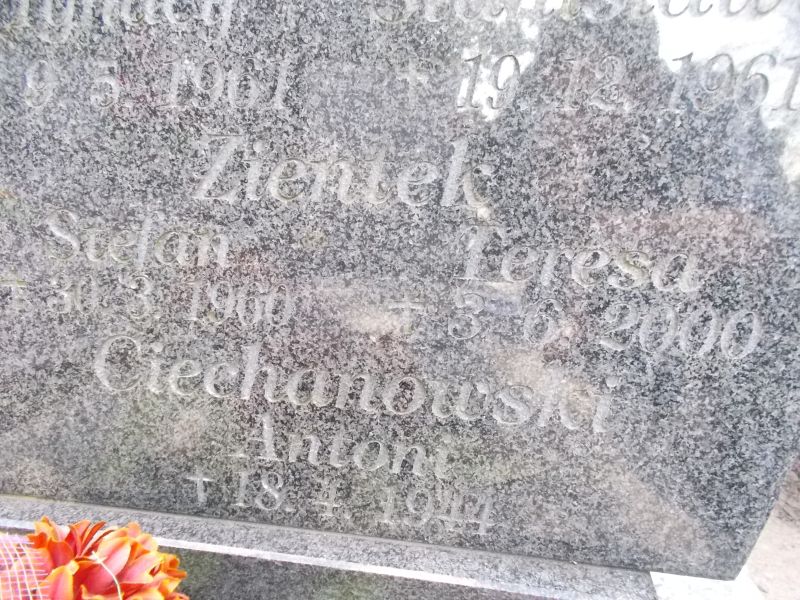 9. 5. 1961 † 19. 12. 1961
Zientek
Stefan Teresa
† 30. 3. 1960 † 3. 6. 2000
Ciechanowski
Antoni
† 18. 4. 1944